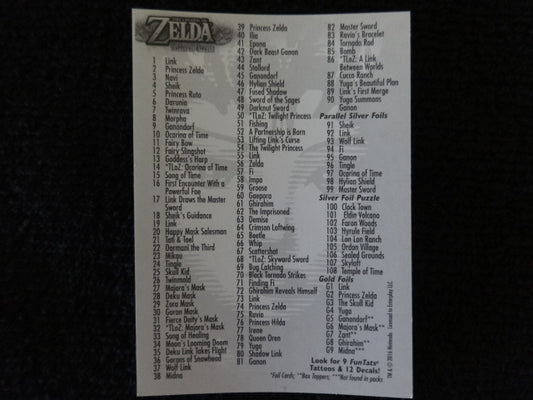 THE LEGEND OF
ZELDA
1 Link
2 Princess Zelda
3 Navi
4 Sheik
5 Princess Ruto
6 Darunia
7 Twinrova
8 Morpha
9 Ganondorf
10 Ocarina of Time
11 Fairy Bow
12 Fairy Slingshot
13 Goddess's Harp
14 *TLoZ: Ocarina of Time
15 Song of Time
16 First Encounter With a
Powerful Foe
17 Link Draws the Master
Sword
18 Sheik's Guidance
19 Link
20 Happy Mask Salesman
21 Tatl & Tael
22 Darmani the Third
23 Mikau
24 Tingle
25 Skull Kid
26 Twinmold
27 Majora's Mask
28 Deku Mask
29 Zora Mask
30 Goron Mask
31 Fierce Deity's Mask
32 *TLoZ: Majora's Mask
33 Song of Healing
34 Moon's Looming Doom
35 Deku Link Takes Flight
36 Gorons of Snowhead
37 Wolf Link
38 Midna
39 Princess Zelda
40 Ilia
41 Epona
42 Dark Beast Ganon
43 Zant
44 Stallord
45 Ganondorf
46 Hylian Shield
47 Fused Shadow
48 Sword of the Sages
49 Darknut Sword
50 *TLoZ: Twilight Princess
51 Fishing
52 A Partnership is Born
53 Lifting Link's Curse
54 The Twilight Princess
55 Link
56 Zelda
57 Fi
58 Impa
59 Groose
60 Gaepora
61 Ghirahim
62 The Imprisoned
63 Demise
64 Crimson Loftwing
65 Beetle
66 Whip
67 Scattershot
68 *TLoZ: Skyward Sword
69 Bug Catching
70 Black Tornado Strikes
71 Finding Fi
72 Ghirahim Reveals Himself
73 Link
74 Princess Zelda
75 Ravio
76 Princess Hilda
77 Irene
78 Queen Oren
79 Yuga
80 Shadow Link
81 Ganon
82 Master Sword
83 Ravio's Bracelet
84 Tornado Rod
85 Bomb
86 *TLoZ: A Link
Between Worlds
87 Cucco Ranch
88 Yuga's Beautiful Plan
89 Link's First Merge
90 Yuga Summons
Ganon
Parallel Silver Foils
91 Sheik
92 Link
93 Wolf Link
94 Fi
95 Ganon
96 Tingle
97 Ocarina of Time
98 Hylian Shield
99 Master Sword
Silver Foil Puzzle
100 Clock Town
101 Eldin Volcano
102 Faron Woods
103 Hyrule Field
104 Lon Lon Ranch
105 Ordon Village
106 Sealed Grounds
107 Skyloft
108 Temple of Time
Gold Foils
G1 Link
G2 Princess Zelda
G3 The Skull Kid
G4 Yuga
G5 Ganondorf**
G6 Majora's Mask**
G7 Zant**
G8 Ghirahim**
G9 Midna***
Look for 9 FunTats
Tattoos & 12 Decals!
*Foil Cards; **Box Toppers; ***Not found in packs
TM & © 2016 Nintendo. Licensed to Enterplay LLC